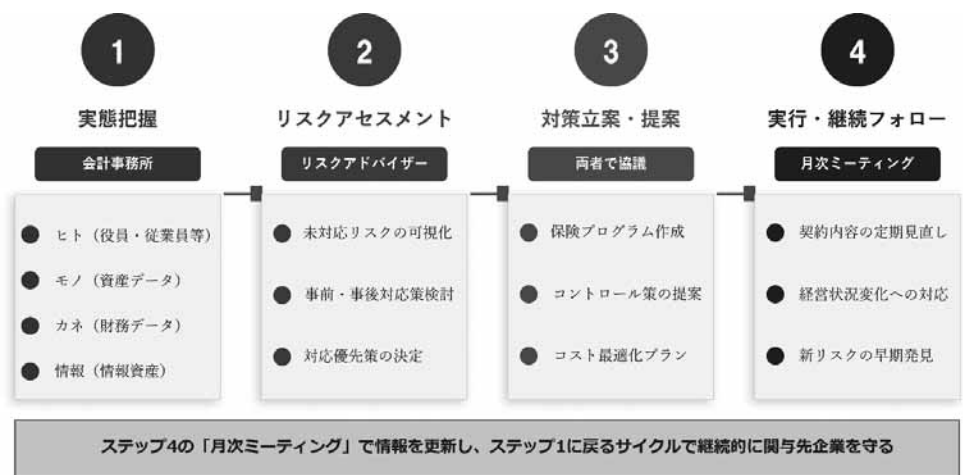 1
実態把握
会計事務所
ヒト（役員・従業員等）
モノ（資産データ）
カネ（財務データ）
情報（情報資産）
2
リスクアセスメント
リスクアドバイザー
未対応リスクの可視化
事前・事後対応策検討
対応優先策の決定
3
対策立案・提案
両者で協議
保険プログラム作成
コントロール策の提案
コスト最適化プラン
4
実行・継続フォロー
月次ミーティング
契約内容の定期見直し
経営状況変化への対応
新リスクの早期発見
ステップ4の「月次ミーティング」で情報を更新し、ステップ1に戻るサイクルで継続的に関与先企業を守る